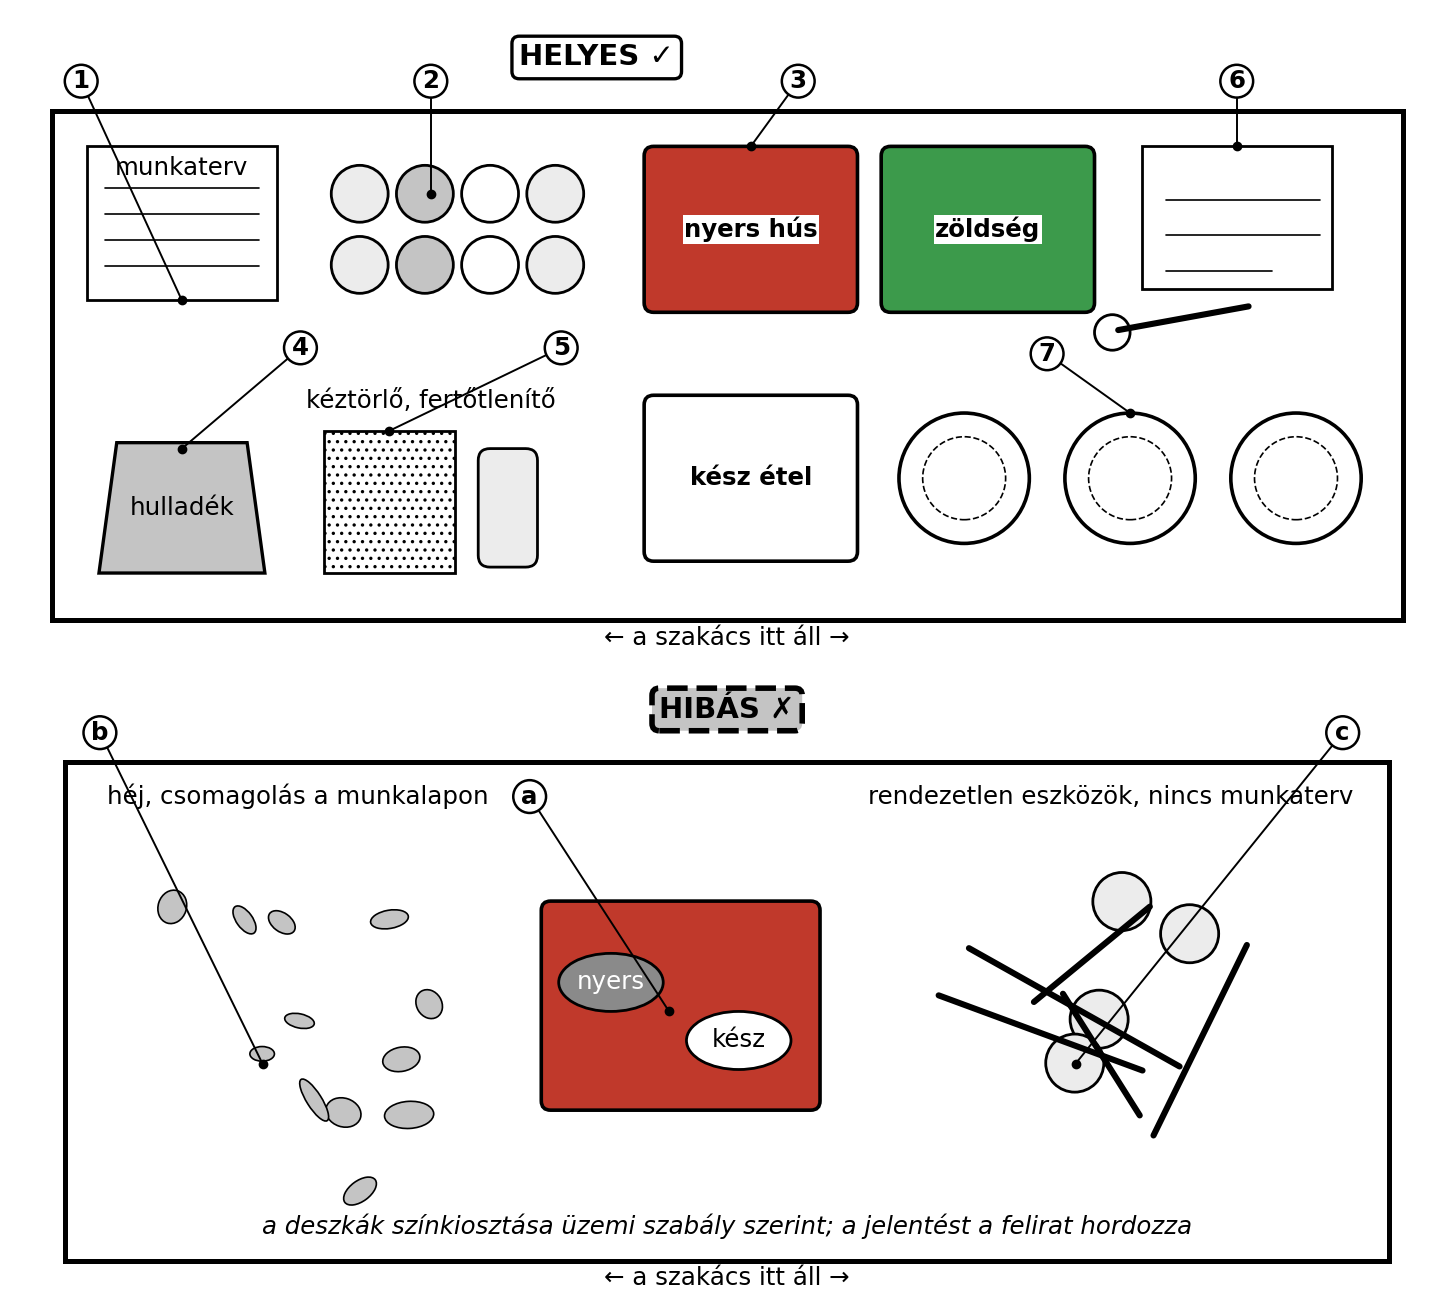 HELYES ✓
1
2
3
6
munkaterv
nyers hús
zöldség
4
5
7
kéztörlő, fertőtlenítő
hulladék
kész étel
← a szakács itt áll →
HIBÁS ✗
b
c
héj, csomagolás a munkalapon
a
rendezetlen eszközök, nincs munkaterv
nyers
kész
a deszkák színkiosztása üzemi szabály szerint; a jelentést a felirat hordozza
← a szakács itt áll →